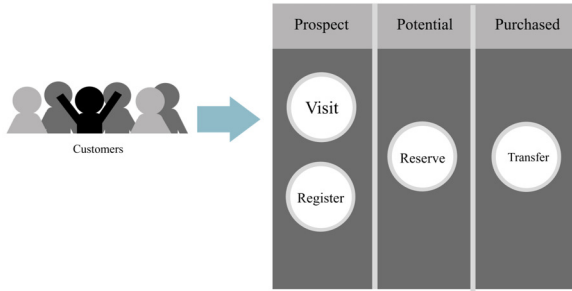 Prospect
Potential
Purchased
Visit
Register
Reserve
Transfer
Customers